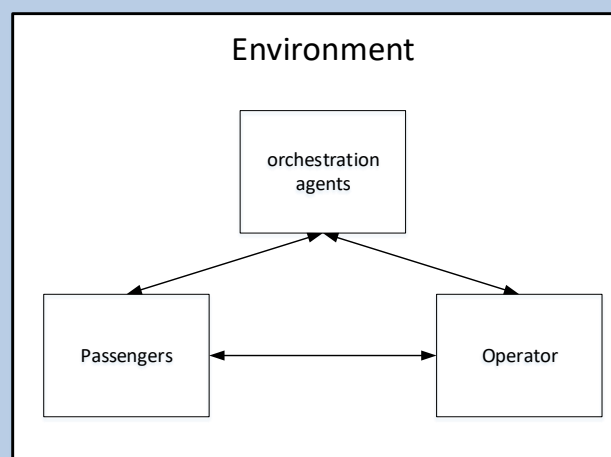 Environment
orchestration
agents
Passengers
Operator